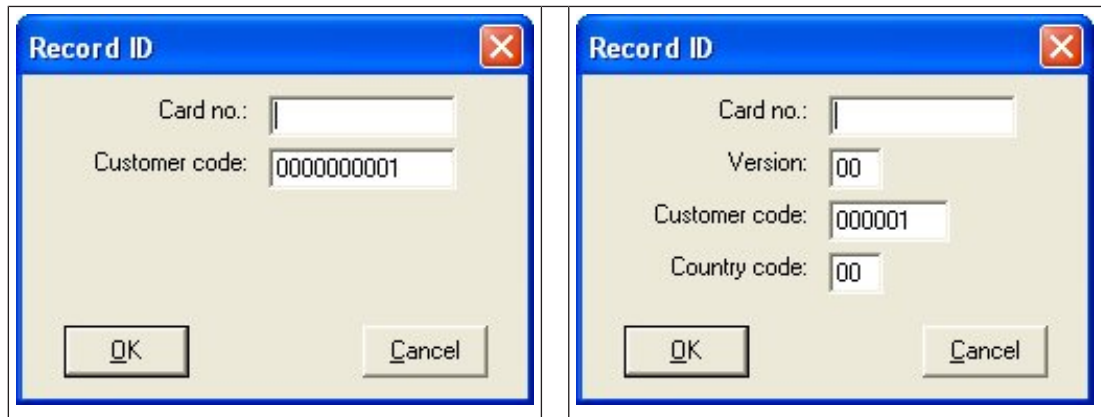 Record ID
Card no.:
Customer code: 0000000001
OK Cancel
Record ID
Card no.:
Version: 00
Customer code: 000001
Country code: 00
OK Cancel